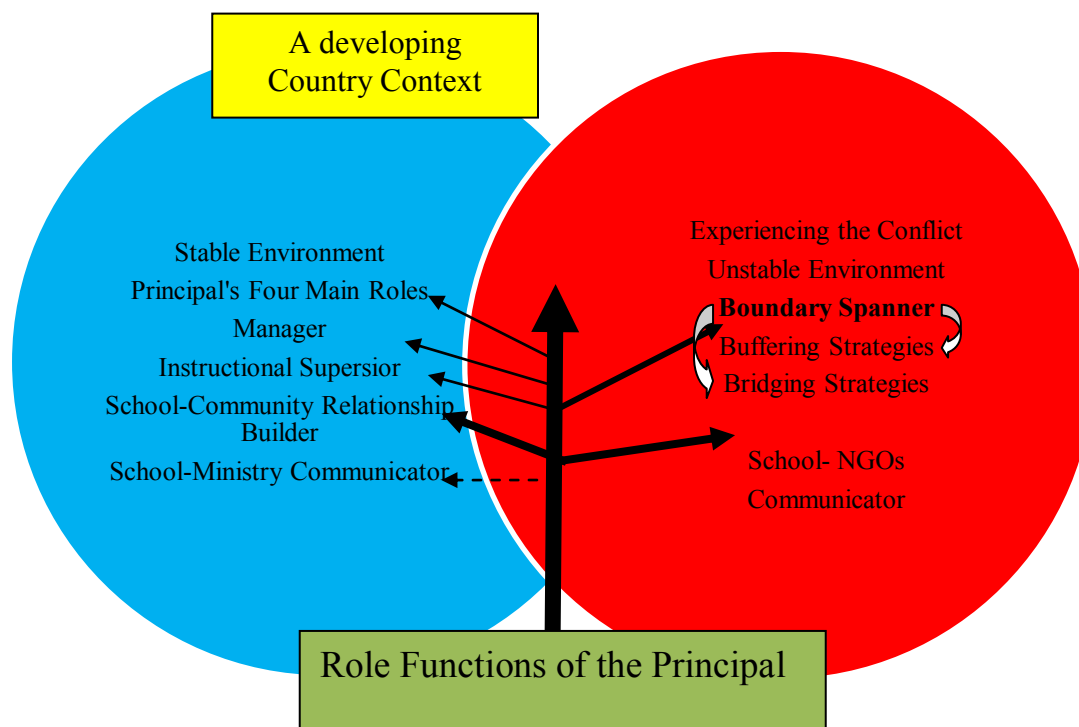 A developing
Country Context
Stable Environment
Principal's Four Main Roles
Manager
Instructional Supersior
School-Community Relationship
Builder
School-Ministry Communicator
Experiencing the Conflict
Unstable Environment
Boundary Spanner
Buffering Strategies
Bridging Strategies
School- NGOs
Communicator
Role Functions of the Principal